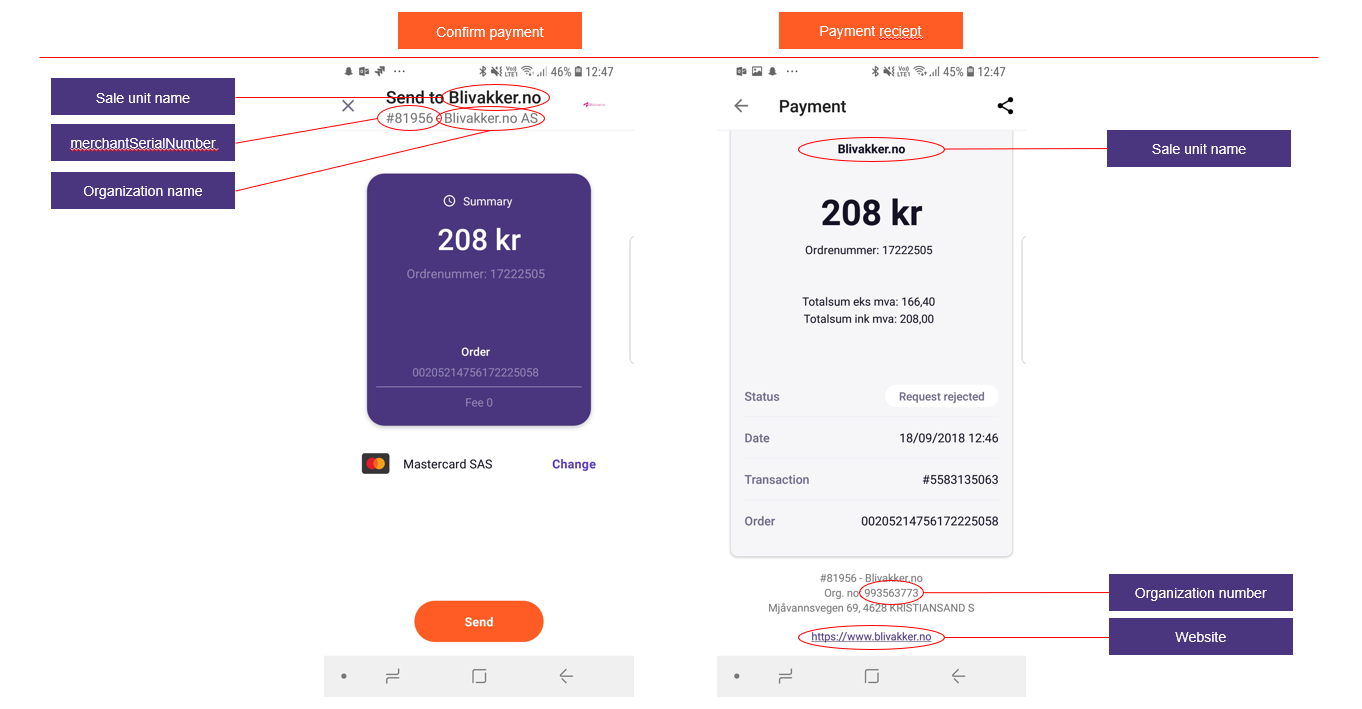 Confirm payment
Payment reciept
46% 12:47
45% 12:47
Sale unit name
merchantSerialNumber
Organization name
Send to Blivakker.no
#81956 - Blivakker.no AS
Summary
208 kr
Ordrenummer: 17222505
Order
00205214756172225058
Fee 0
Mastercard SAS
Change
Send
Payment
Blivakker.no
208 kr
Ordrenummer: 17222505
Totalsum eks mva: 166,40
Totalsum ink mva: 208,00
Status Request rejected
Date 18/09/2018 12:46
Transaction #5583135063
Order 00205214756172225058
#81956 - Blivakker.no
Org. no 993563773
Mjåvannsvegen 69, 4628 KRISTIANSAND S
https://www.blivakker.no
Sale unit name
Organization number
Website